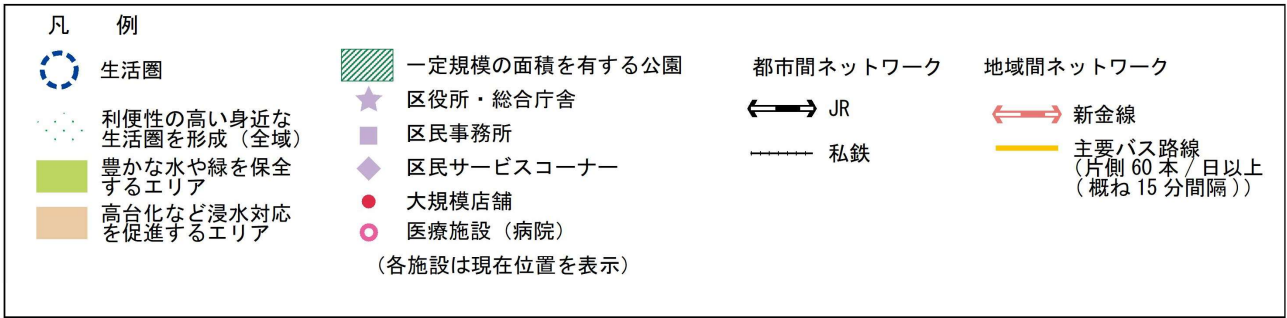 凡　例
生活圏
利便性の高い身近な
生活圏を形成（全域）
豊かな水や緑を保全
するエリア
高台化など浸水対応
を促進するエリア
一定規模の面積を有する公園
区役所・総合庁舎
区民事務所
区民サービスコーナー
大規模店舗
医療施設（病院）
（各施設は現在位置を表示）
都市間ネットワーク
JR
私鉄
地域間ネットワーク
新金線
主要バス路線
（片側 60 本 / 日以上
（概ね 15 分間隔））